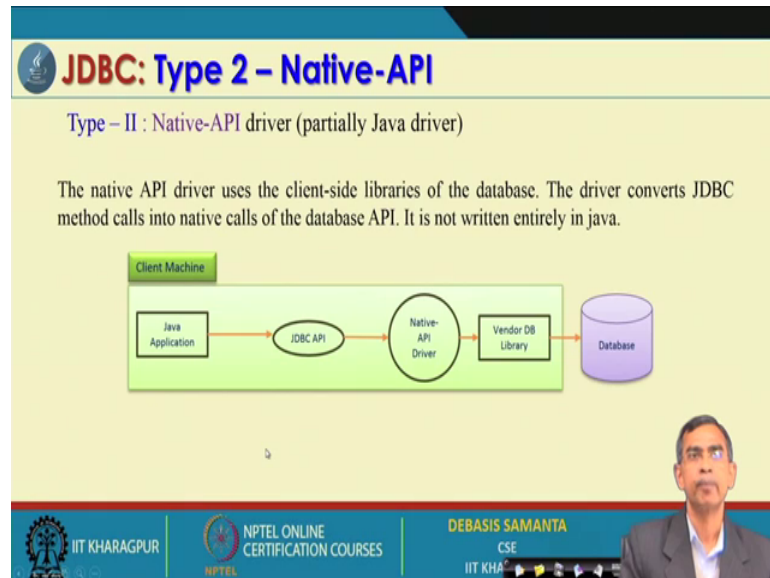 JDBC: Type 2 – Native-API
Type – II : Native-API driver (partially Java driver)
The native API driver uses the client-side libraries of the database. The driver converts JDBC
method calls into native calls of the database API. It is not written entirely in java.
Client Machine
Java
Application
JDBC API
Native-
API
Driver
Vendor DB
Library
Database
IIT KHARAGPUR
NPTEL
NPTEL ONLINE
CERTIFICATION COURSES
DEBASIS SAMANTA
CSE
IIT KHA